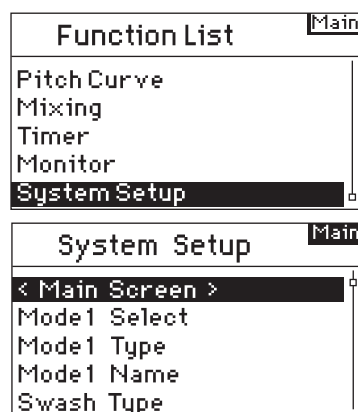 Function List Main
Pitch Curve
Mixing
Timer
Monitor
System Setup
System Setup Main
< Main Screen >
Mode1 Select
Mode1 Type
Mode1 Name
Swash Type